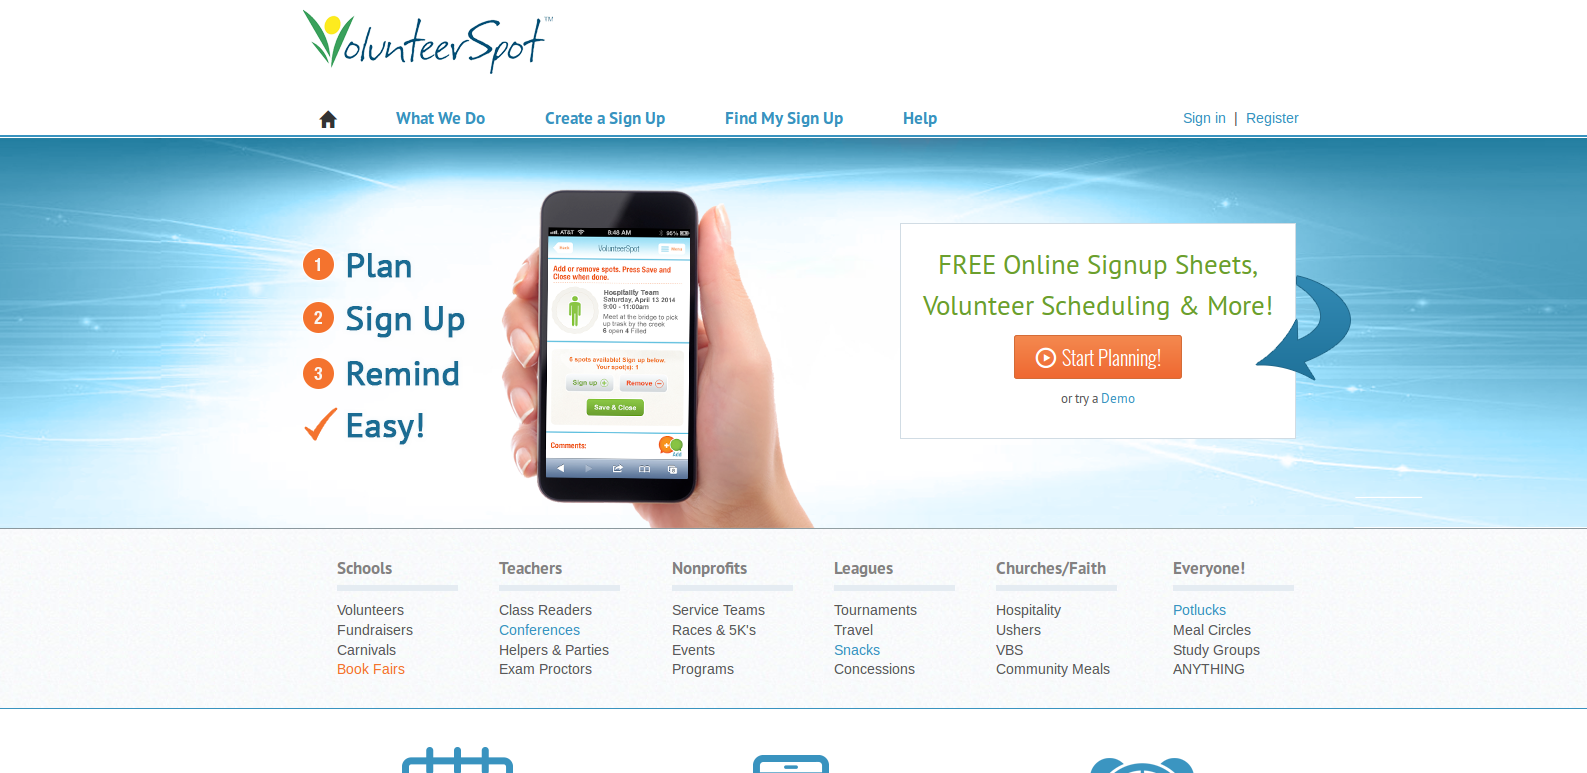 VolunteerSpot™
What We Do
Create a Sign Up
Find My Sign Up
Help
Sign in | Register
1 Plan
2 Sign Up
3 Remind
Easy!
AT&T 8:46 AM 96%
Back
VolunteerSpot
Menu
Add or remove spots. Press Save and
Close when done.
Hospitality Team
Saturday, April 13 2014
9:00 - 11:00am
Meet at the bridge to pick
up trask by the creek
6 open 4 Filled
5 spots available! Sign up below.
Your spot(s): 1
Sign up
Remove
Save & Close
Comments:
Add
FREE Online Signup Sheets,
Volunteer Scheduling & More!
Start Planning!
or try a Demo
Schools
Volunteers
Fundraisers
Carnivals
Book Fairs
Teachers
Class Readers
Conferences
Helpers & Parties
Exam Proctors
Nonprofits
Service Teams
Races & 5K's
Events
Programs
Leagues
Tournaments
Travel
Snacks
Concessions
Churches/Faith
Hospitality
Ushers
VBS
Community Meals
Everyone!
Potlucks
Meal Circles
Study Groups
ANYTHING